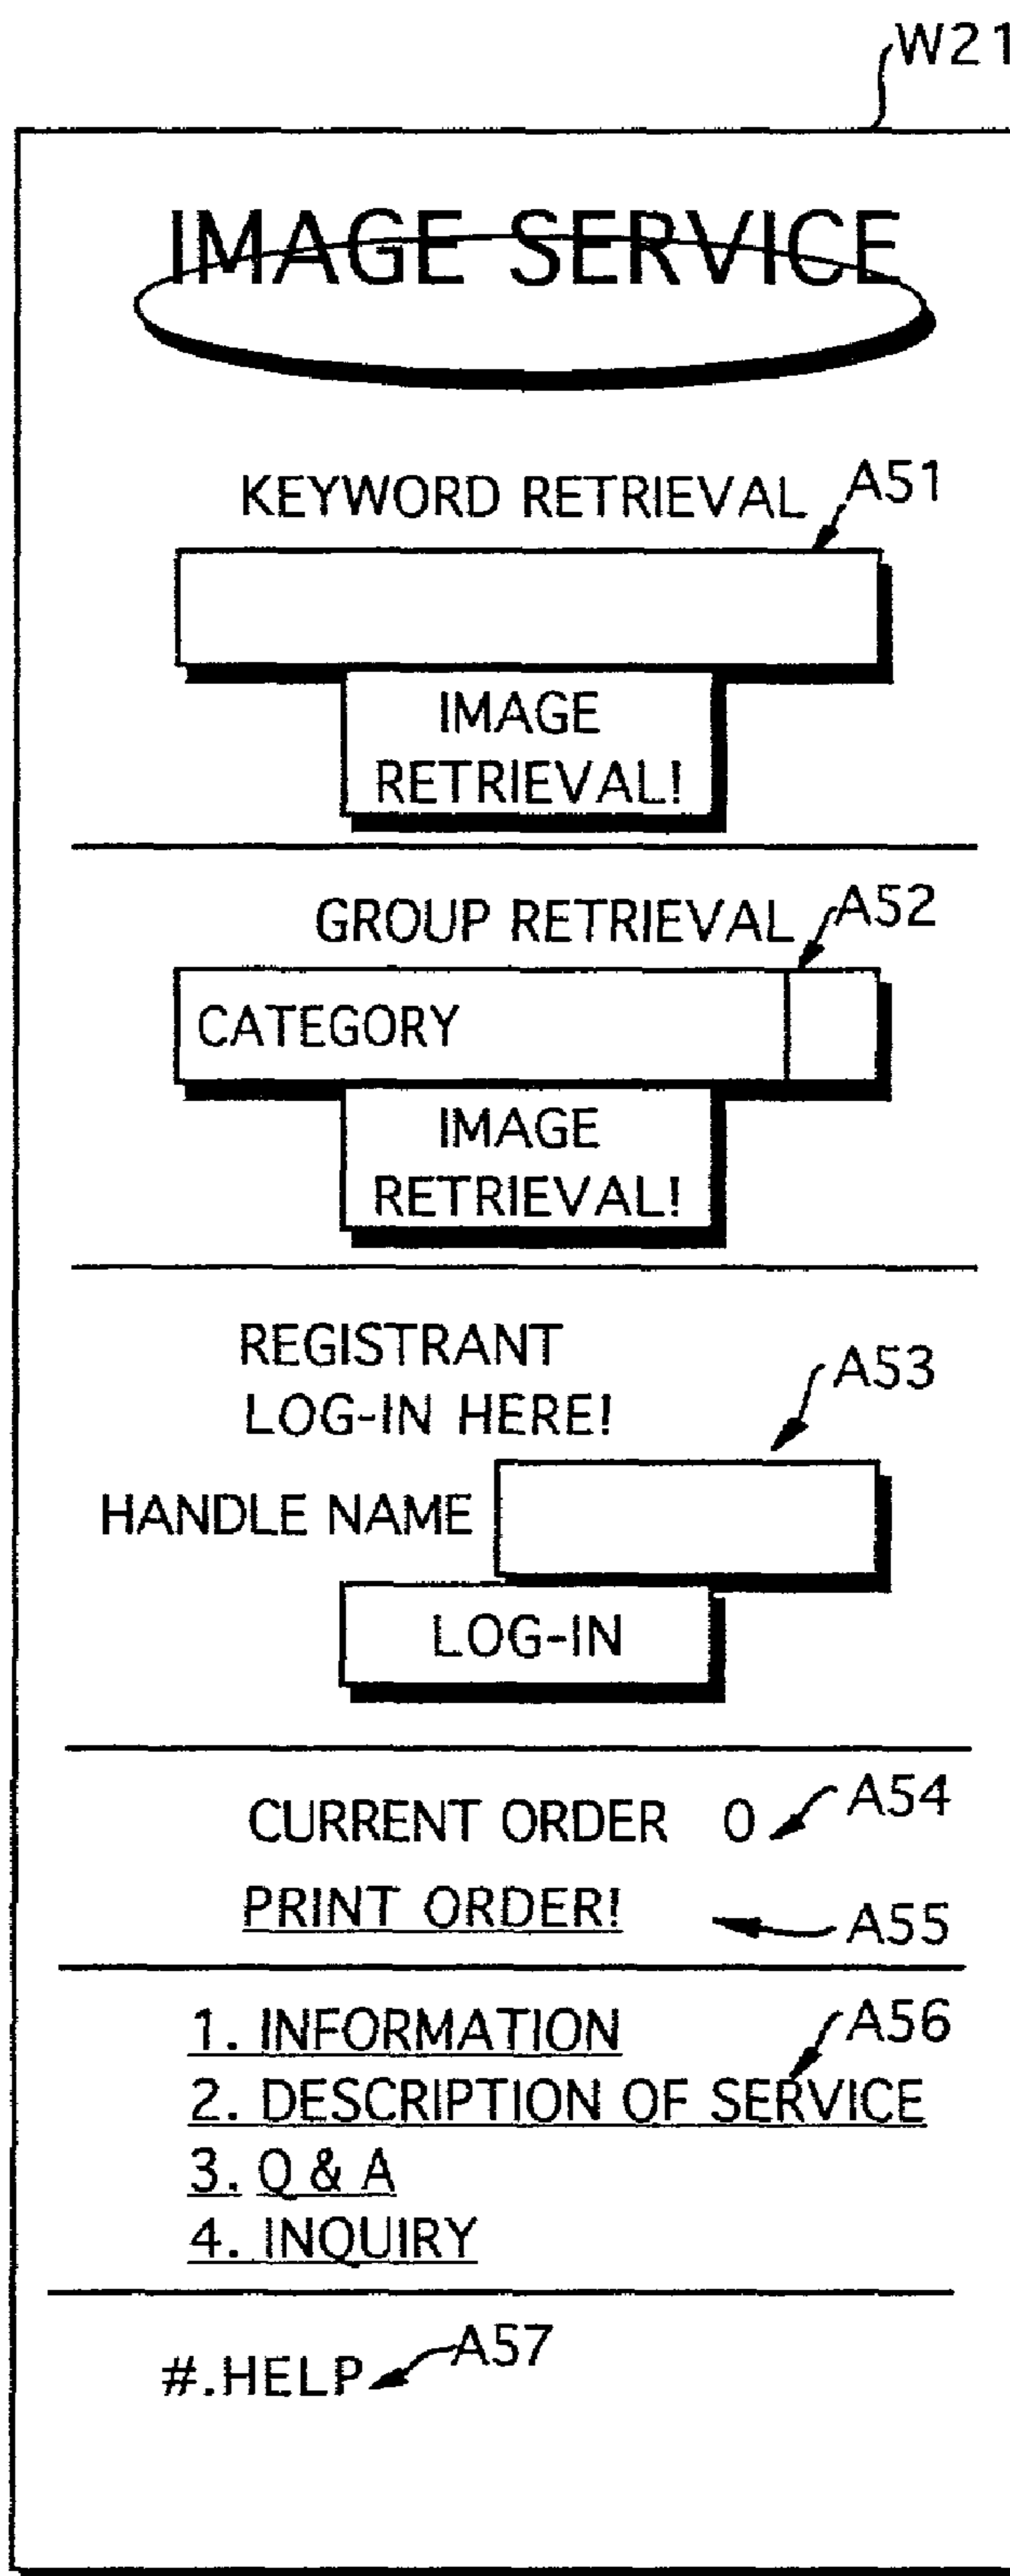 W21
IMAGE SERVICE
KEYWORD RETRIEVAL A51
IMAGE
RETRIEVAL!
GROUP RETRIEVAL A52
CATEGORY
IMAGE
RETRIEVAL!
REGISTRANT
LOG-IN HERE!
A53
HANDLE NAME
LOG-IN
CURRENT ORDER 0 A54
PRINT ORDER! A55
1. INFORMATION A56
2. DESCRIPTION OF SERVICE
3. Q & A
4. INQUIRY
#.HELP A57